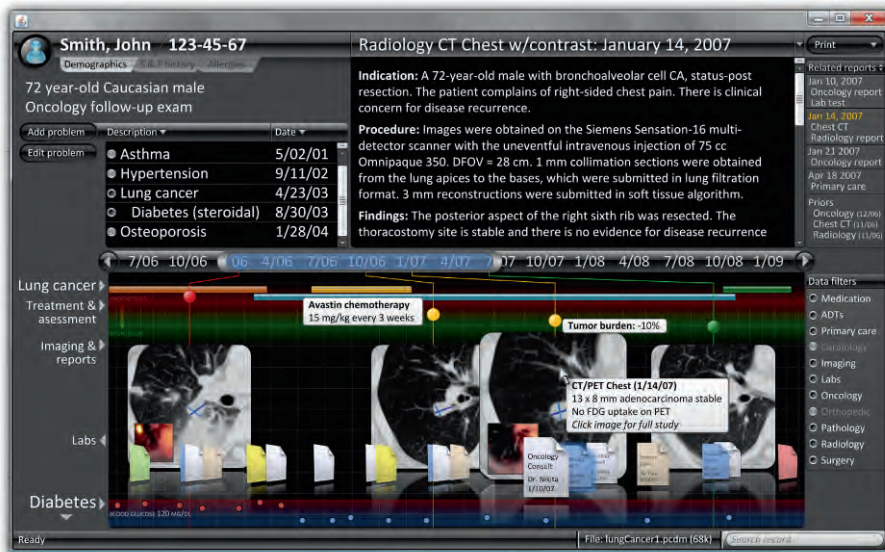 Smith, John 123-45-67
Demographics
Allergies
72 year-old Caucasian male
Oncology follow-up exam
Add problem
Edit problem
Description Date
Asthma 5/02/01
Hypertension 9/11/02
Lung cancer 4/23/03
Diabetes (steroidal) 8/30/03
Osteoporosis 1/28/04
Radiology CT Chest w/contrast: January 14, 2007
Indication: A 72-year-old male with bronchoalveolar cell CA, status-post
resection. The patient complains of right-sided chest pain. There is clinical
concern for disease recurrence.
Procedure: Images were obtained on the Siemens Sensation-16 multi-
detector scanner with the uneventful intravenous injection of 75 cc
Omnipaque 350. DFOV = 28 cm. 1 mm collimation sections were obtained
from the lung apices to the bases, which were submitted in lung filtration
format. 3 mm reconstructions were submitted in soft tissue algorithm.
Findings: The posterior aspect of the right sixth rib was resected. The
thoracostomy site is stable and there is no evidence for disease recurrence
Print
Related reports
Jan 10, 2007
Oncology report
Lab test
Jan 14, 2007
Chest CT
Radiology report
Jan 21 2007
Oncology report
Apr 18 2007
Primary care
Priors
Oncology (12/06)
Chest CT (11/06)
Radiology (11/06)
7/06 10/06 06 4/06 7/06 10/06 1/07 4/07 7/07 10/07 1/08 4/08 7/08 10/08 1/09
Lung cancer
Treatment &
asessment
Imaging &
reports
Labs
Diabetes
Avastin chemotherapy
15 mg/kg every 3 weeks
Tumor burden: -10%
CT/PET Chest (1/14/07)
13 x 8 mm adenocarcinoma stable
No FDG uptake on PET
Click image for full study
Oncology
Consult
Dr. Nikita
1/10/07
BLOOD GLUCOSE 120 MG/DL
Data filters
Medication
ADTs
Primary care
Cardiology
Imaging
Labs
Oncology
Orthopedic
Pathology
Radiology
Surgery
Ready
File: lungCancer1.pcdm (68k)
Search record